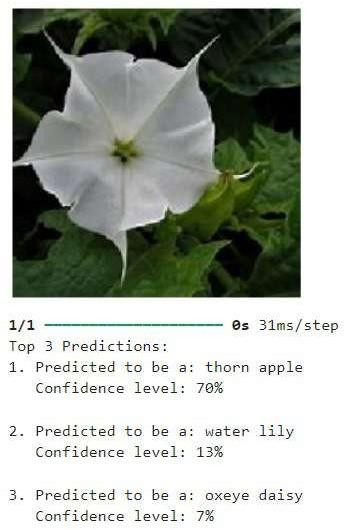 1/1 ━━━━━━━━━━━━━━━━━━━━ 0s 31ms/step
Top 3 Predictions:
1. Predicted to be a: thorn apple
Confidence level: 70%
2. Predicted to be a: water lily
Confidence level: 13%
3. Predicted to be a: oxeye daisy
Confidence level: 7%